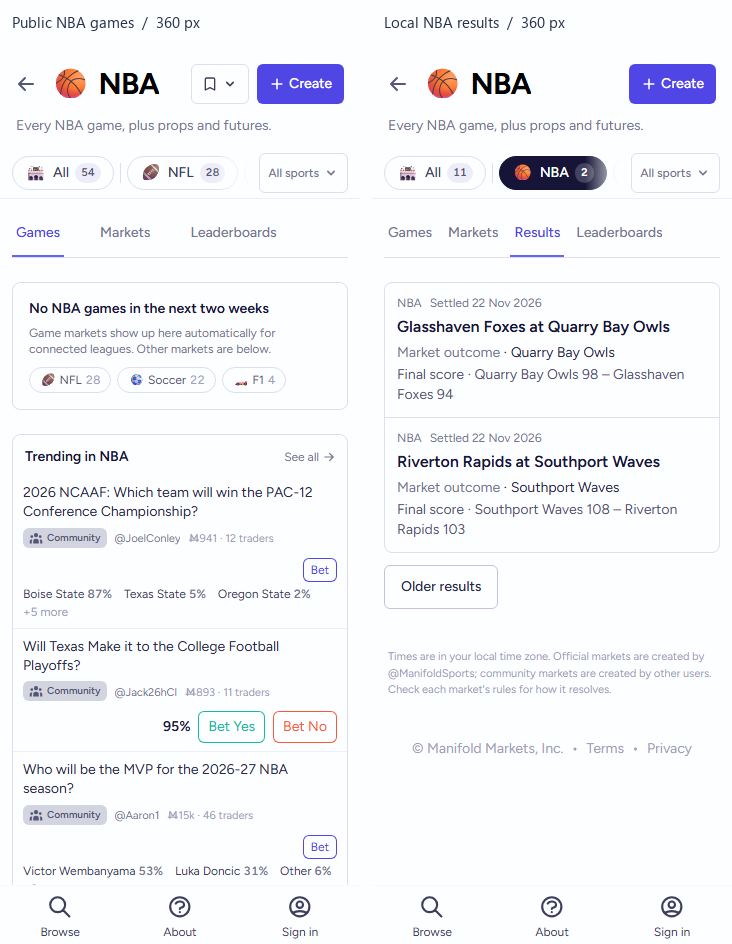 Public NBA games / 360 px
NBA
Create
Every NBA game, plus props and futures.
All 54
NFL 28
All sports
Games Markets Leaderboards
No NBA games in the next two weeks
Game markets show up here automatically for
connected leagues. Other markets are below.
NFL 28 Soccer 22 F1 4
Trending in NBA See all →
2026 NCAAF: Which team will win the PAC-12
Conference Championship?
Community @JoelConley Ṁ941 · 12 traders
Bet
Boise State 87% Texas State 5% Oregon State 2%
+5 more
Will Texas Make it to the College Football
Playoffs?
Community @Jack26hCl Ṁ893 · 11 traders
95% Bet Yes Bet No
Who will be the MVP for the 2026-27 NBA
season?
Community @Aaron1 Ṁ15k · 46 traders
Bet
Victor Wembanyama 53% Luka Doncic 31% Other 6%
Browse About Sign in
Local NBA results / 360 px
NBA
Create
Every NBA game, plus props and futures.
All 11
NBA 2
All sports
Games Markets Results Leaderboards
NBA Settled 22 Nov 2026
Glasshaven Foxes at Quarry Bay Owls
Market outcome · Quarry Bay Owls
Final score · Quarry Bay Owls 98 – Glasshaven
Foxes 94
NBA Settled 22 Nov 2026
Riverton Rapids at Southport Waves
Market outcome · Southport Waves
Final score · Southport Waves 108 – Riverton
Rapids 103
Older results
Times are in your local time zone. Official markets are created by
@ManifoldSports; community markets are created by other users.
Check each market's rules for how it resolves.
© Manifold Markets, Inc. • Terms • Privacy
Browse About Sign in